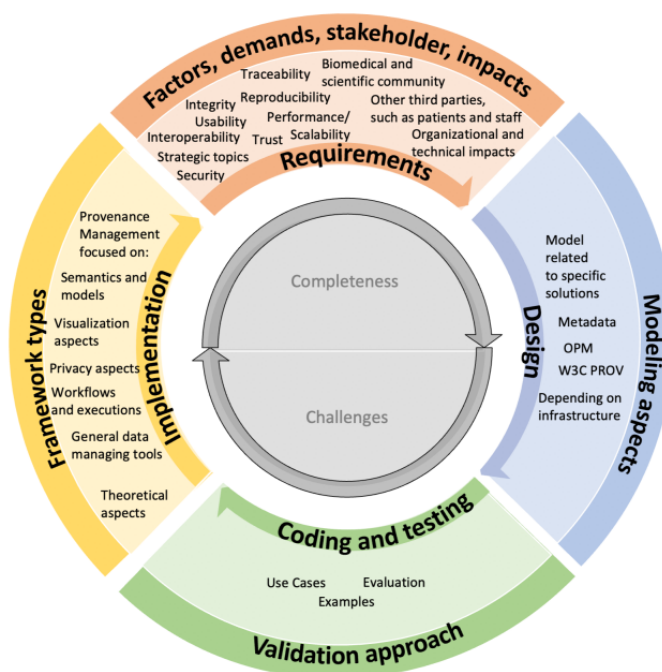 Factors, demands, stakeholder, impacts
Traceability
Biomedical and
scientific community
Integrity
Reproducibility
Usability
Performance/
Scalability
Other third parties,
such as patients and staff
Interoperability
Trust
Organizational and
technical impacts
Strategic topics
Security
Requirements
Framework types
Provenance
Management
focused on:
Semantics and
models
Visualization
aspects
Privacy aspects
Workflows
and executions
General data
managing tools
Theoretical
aspects
Implementation
Completeness
Challenges
Design
Model
related
to specific
solutions
Metadata
OPM
W3C PROV
Depending on
infrastructure
Modeling aspects
Coding and testing
Use Cases
Evaluation
Examples
Validation approach